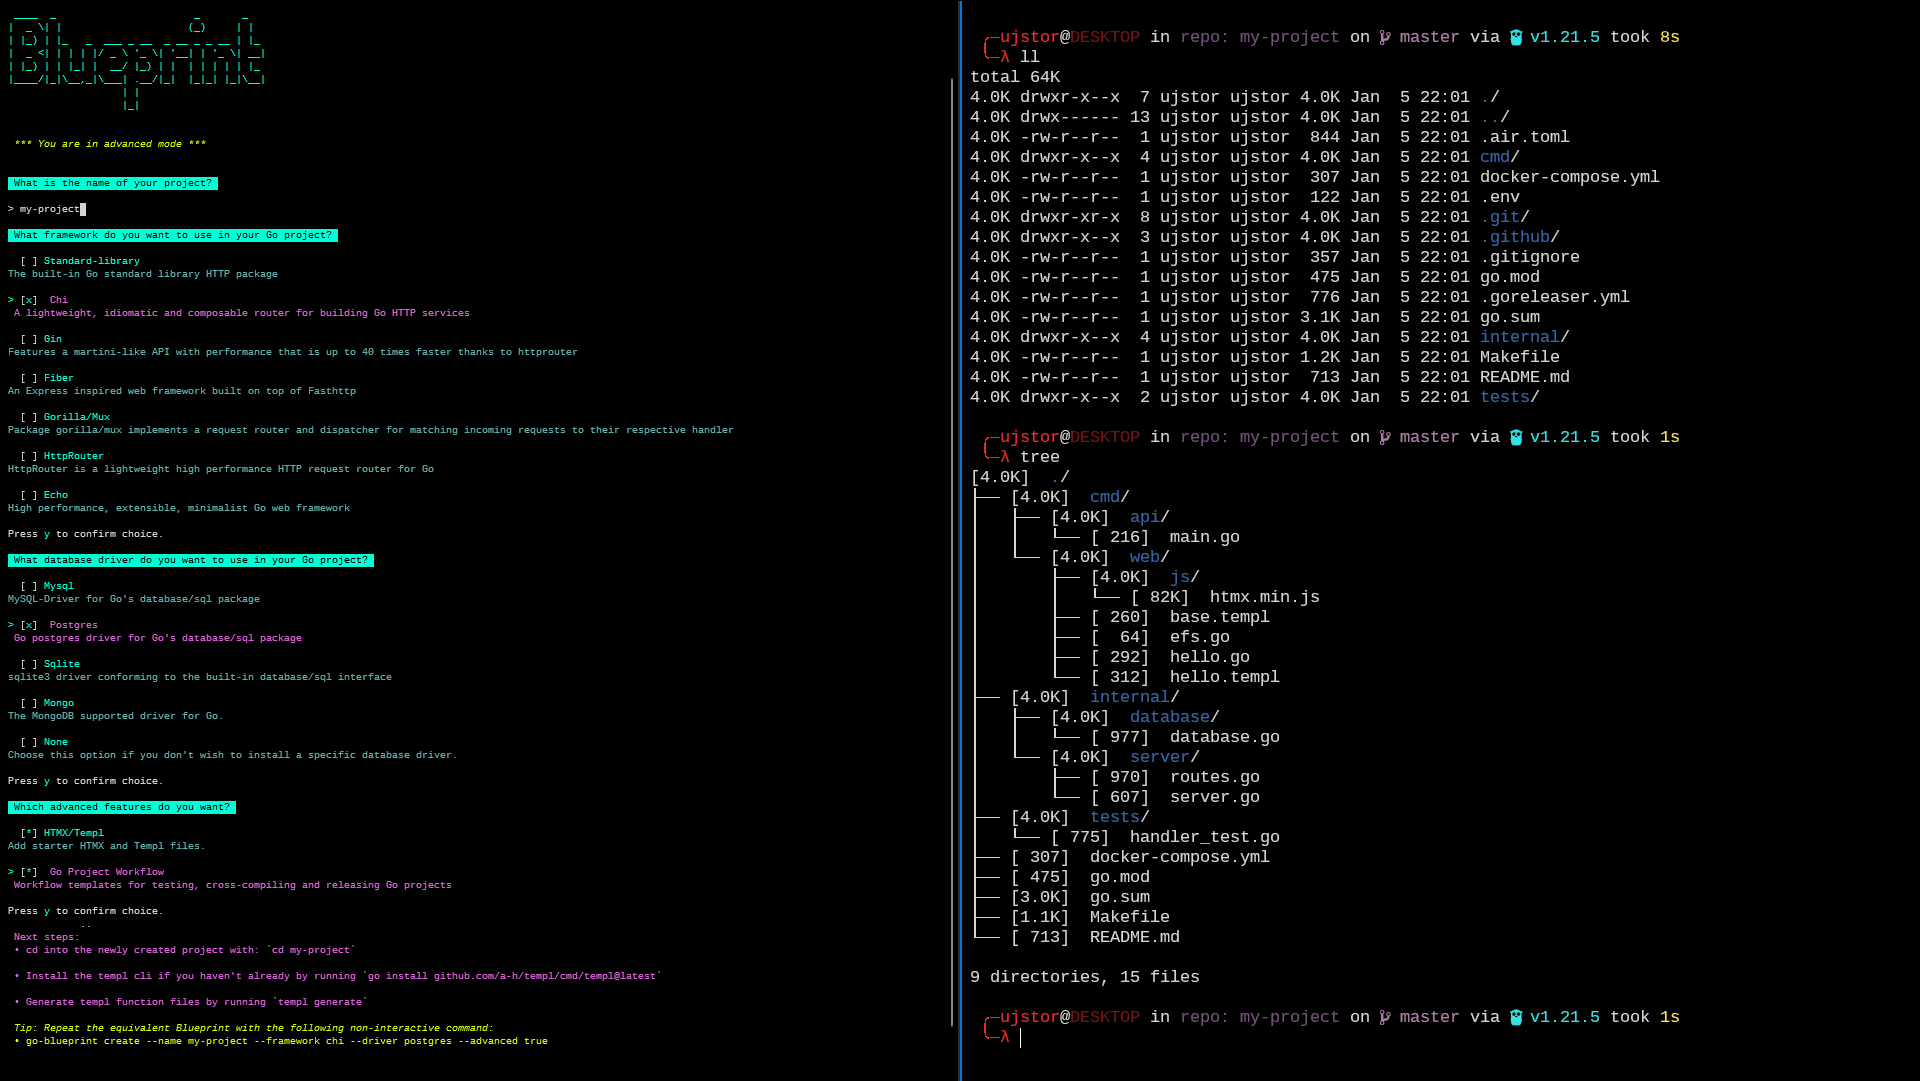 *** You are in advanced mode ***
What is the name of your project?
> my-project
What framework do you want to use in your Go project?
[ ] Standard-library
The built-in Go standard library HTTP package
> [x]  Chi
A lightweight, idiomatic and composable router for building Go HTTP services
[ ] Gin
Features a martini-like API with performance that is up to 40 times faster thanks to httprouter
[ ] Fiber
An Express inspired web framework built on top of Fasthttp
[ ] Gorilla/Mux
Package gorilla/mux implements a request router and dispatcher for matching incoming requests to their respective handler
[ ] HttpRouter
HttpRouter is a lightweight high performance HTTP request router for Go
[ ] Echo
High performance, extensible, minimalist Go web framework
Press y to confirm choice.
What database driver do you want to use in your Go project?
[ ] Mysql
MySQL-Driver for Go's database/sql package
> [x]  Postgres
Go postgres driver for Go's database/sql package
[ ] Sqlite
sqlite3 driver conforming to the built-in database/sql interface
[ ] Mongo
The MongoDB supported driver for Go.
[ ] None
Choose this option if you don't wish to install a specific database driver.
Press y to confirm choice.
Which advanced features do you want?
[*] HTMX/Templ
Add starter HTMX and Templ files.
> [*]  Go Project Workflow
Workflow templates for testing, cross-compiling and releasing Go projects
Press y to confirm choice.
..
Next steps:
• cd into the newly created project with: `cd my-project`
• Install the templ cli if you haven't already by running `go install github.com/a-h/templ/cmd/templ@latest`
• Generate templ function files by running `templ generate`
Tip: Repeat the equivalent Blueprint with the following non-interactive command:
• go-blueprint create --name my-project --framework chi --driver postgres --advanced true
╭─ujstor@DESKTOP in repo: my-project on master via v1.21.5 took 8s
╰─λ ll
total 64K
4.0K drwxr-x--x  7 ujstor ujstor 4.0K Jan  5 22:01 ./
4.0K drwx------ 13 ujstor ujstor 4.0K Jan  5 22:01 ../
4.0K -rw-r--r--  1 ujstor ujstor  844 Jan  5 22:01 .air.toml
4.0K drwxr-x--x  4 ujstor ujstor 4.0K Jan  5 22:01 cmd/
4.0K -rw-r--r--  1 ujstor ujstor  307 Jan  5 22:01 docker-compose.yml
4.0K -rw-r--r--  1 ujstor ujstor  122 Jan  5 22:01 .env
4.0K drwxr-xr-x  8 ujstor ujstor 4.0K Jan  5 22:01 .git/
4.0K drwxr-x--x  3 ujstor ujstor 4.0K Jan  5 22:01 .github/
4.0K -rw-r--r--  1 ujstor ujstor  357 Jan  5 22:01 .gitignore
4.0K -rw-r--r--  1 ujstor ujstor  475 Jan  5 22:01 go.mod
4.0K -rw-r--r--  1 ujstor ujstor  776 Jan  5 22:01 .goreleaser.yml
4.0K -rw-r--r--  1 ujstor ujstor 3.1K Jan  5 22:01 go.sum
4.0K drwxr-x--x  4 ujstor ujstor 4.0K Jan  5 22:01 internal/
4.0K -rw-r--r--  1 ujstor ujstor 1.2K Jan  5 22:01 Makefile
4.0K -rw-r--r--  1 ujstor ujstor  713 Jan  5 22:01 README.md
4.0K drwxr-x--x  2 ujstor ujstor 4.0K Jan  5 22:01 tests/
╭─ujstor@DESKTOP in repo: my-project on master via v1.21.5 took 1s
╰─λ tree
[4.0K]  ./
├── [4.0K]  cmd/
│   ├── [4.0K]  api/
│   │   └── [ 216]  main.go
│   └── [4.0K]  web/
│       ├── [4.0K]  js/
│       │   └── [ 82K]  htmx.min.js
│       ├── [ 260]  base.templ
│       ├── [  64]  efs.go
│       ├── [ 292]  hello.go
│       └── [ 312]  hello.templ
├── [4.0K]  internal/
│   ├── [4.0K]  database/
│   │   └── [ 977]  database.go
│   └── [4.0K]  server/
│       ├── [ 970]  routes.go
│       └── [ 607]  server.go
├── [4.0K]  tests/
│   └── [ 775]  handler_test.go
├── [ 307]  docker-compose.yml
├── [ 475]  go.mod
├── [3.0K]  go.sum
├── [1.1K]  Makefile
└── [ 713]  README.md
9 directories, 15 files
╭─ujstor@DESKTOP in repo: my-project on master via v1.21.5 took 1s
╰─λ